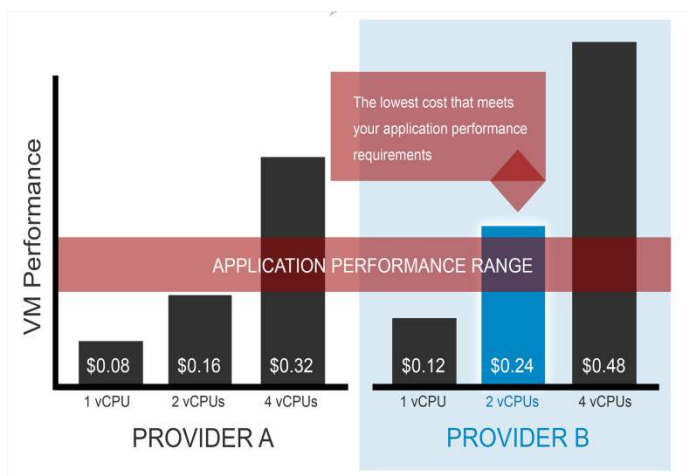 The lowest cost that meets
your application performance
requirements
VM Performance
APPLICATION PERFORMANCE RANGE
$0.08
$0.16
$0.32
$0.12
$0.24
$0.48
1 vCPU
2 vCPUs
4 vCPUs
1 vCPU
2 vCPUs
4 vCPUs
PROVIDER A
PROVIDER B